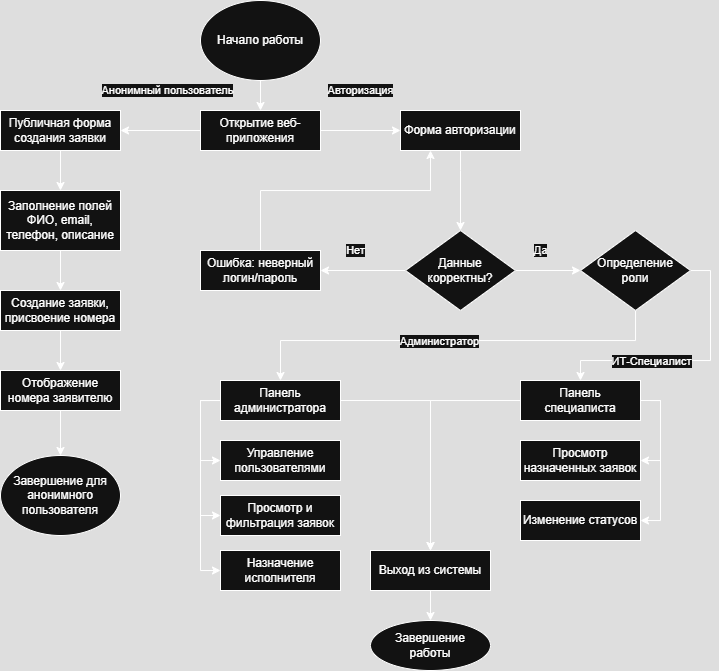 Начало работы
Анонимный пользователь
Авторизация
Публичная форма
создания заявки
Открытие веб-
приложения
Форма авторизации
Заполнение полей
ФИО, email,
телефон, описание
Нет
Да
Ошибка: неверный
логин/пароль
Данные
корректны?
Определение
роли
Создание заявки,
присвоение номера
Администратор
ИТ-Специалист
Отображение
номера заявителю
Панель
администратора
Панель
специалиста
Управление
пользователями
Просмотр
назначенных заявок
Завершение для
анонимного
пользователя
Просмотр и
фильтрация заявок
Изменение статусов
Назначение
исполнителя
Выход из системы
Завершение
работы